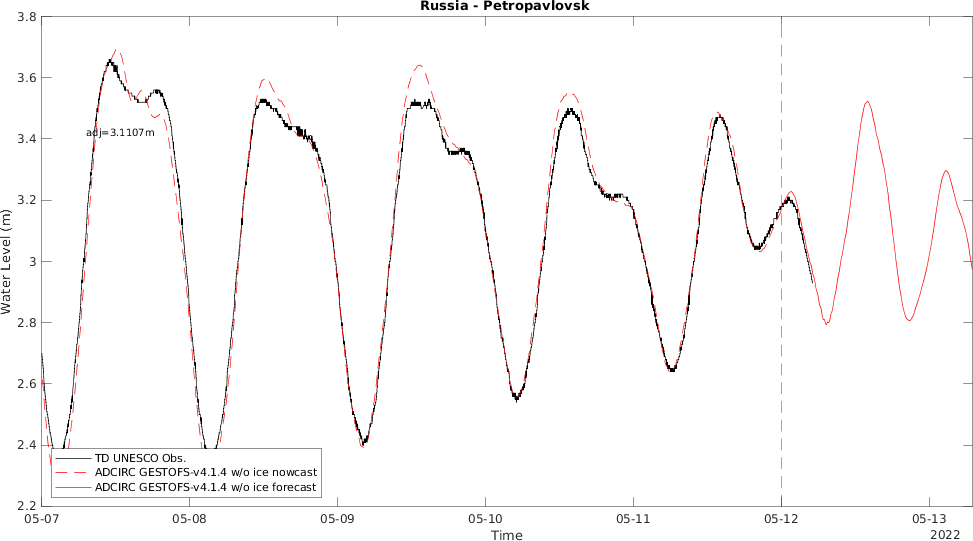 Russia - Petropavlovsk
3.8
3.6
3.4
3.2
3
2.8
2.6
2.4
2.2
Water Level (m)
adj=3.1107m
TD UNESCO Obs.
ADCIRC GESTOFS-v4.1.4 w/o ice nowcast
ADCIRC GESTOFS-v4.1.4 w/o ice forecast
05-07 05-08 05-09 05-10 05-11 05-12 05-13
Time
2022